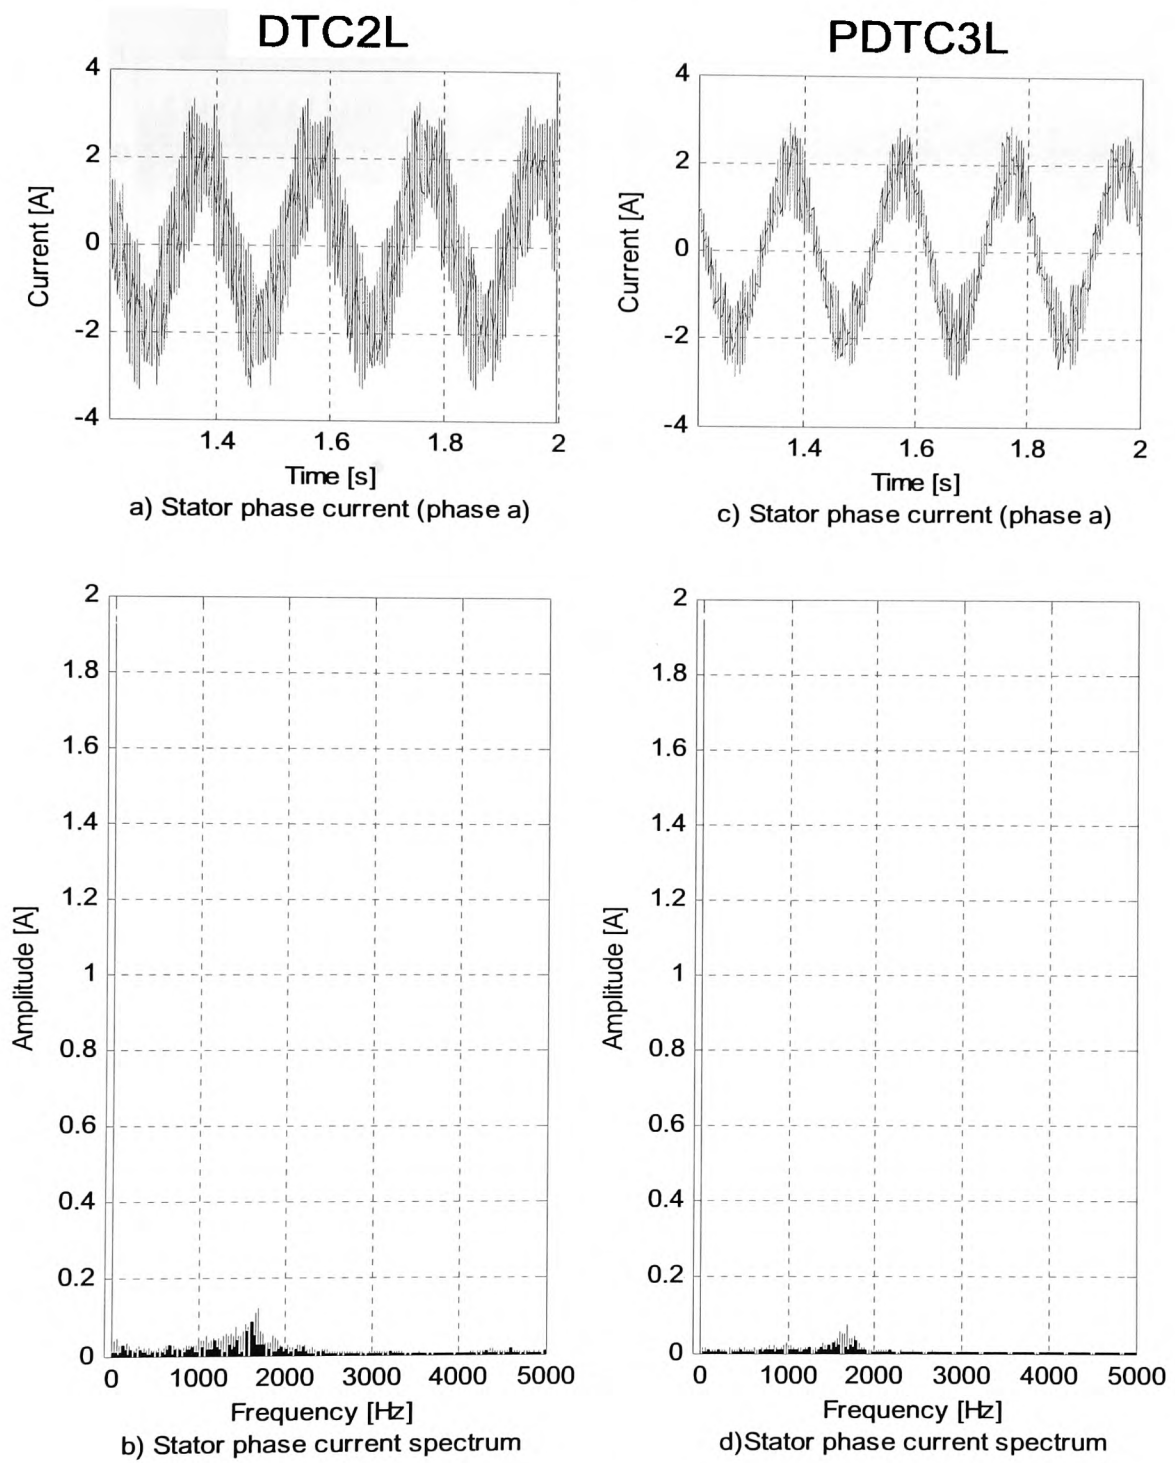 DTC2L
4
2
0
-2
-4
Current [A]
1.4 1.6 1.8 2
Time [s]
a) Stator phase current (phase a)
PDTC3L
4
2
0
-2
-4
Current [A]
1.4 1.6 1.8 2
Time [s]
c) Stator phase current (phase a)
2
1.8
1.6
1.4
1.2
1
0.8
0.6
0.4
0.2
0
Amplitude [A]
0 1000 2000 3000 4000 5000
Frequency [Hz]
b) Stator phase current spectrum
2
1.8
1.6
1.4
1.2
1
0.8
0.6
0.4
0.2
0
Amplitude [A]
0 1000 2000 3000 4000 5000
Frequency [Hz]
d)Stator phase current spectrum